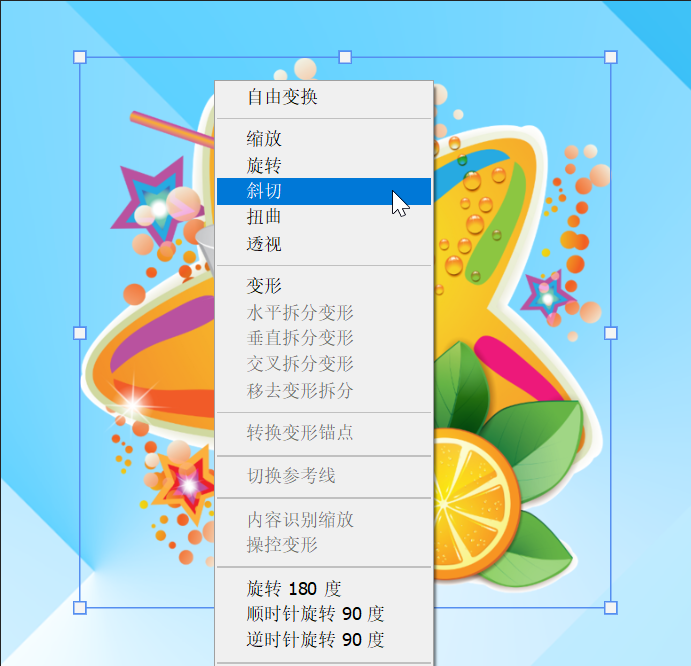 自由变换
缩放
旋转
斜切
扭曲
透视
变形
水平拆分变形
垂直拆分变形
交叉拆分变形
移去变形拆分
转换变形锚点
切换参考线
内容识别缩放
操控变形
旋转 180 度
顺时针旋转 90 度
逆时针旋转 90 度